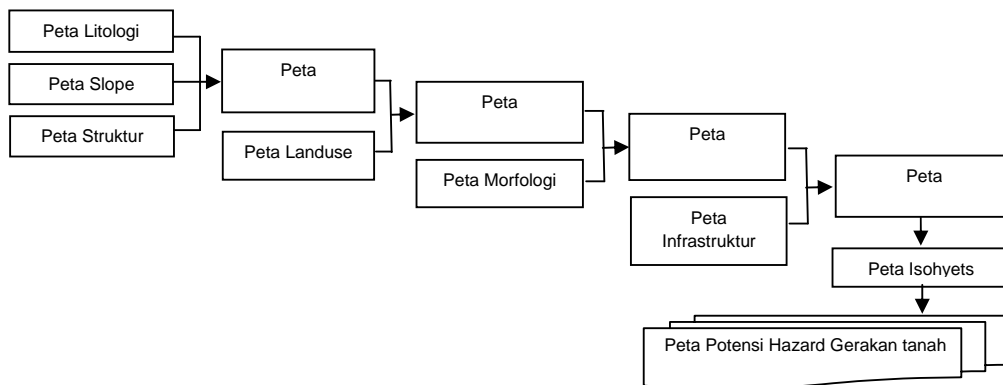 Peta Litologi
Peta Slope
Peta Struktur
Peta
Peta Landuse
Peta
Peta Morfologi
Peta
Peta
Infrastruktur
Peta
Peta Isohyets
Peta Potensi Hazard Gerakan tanah